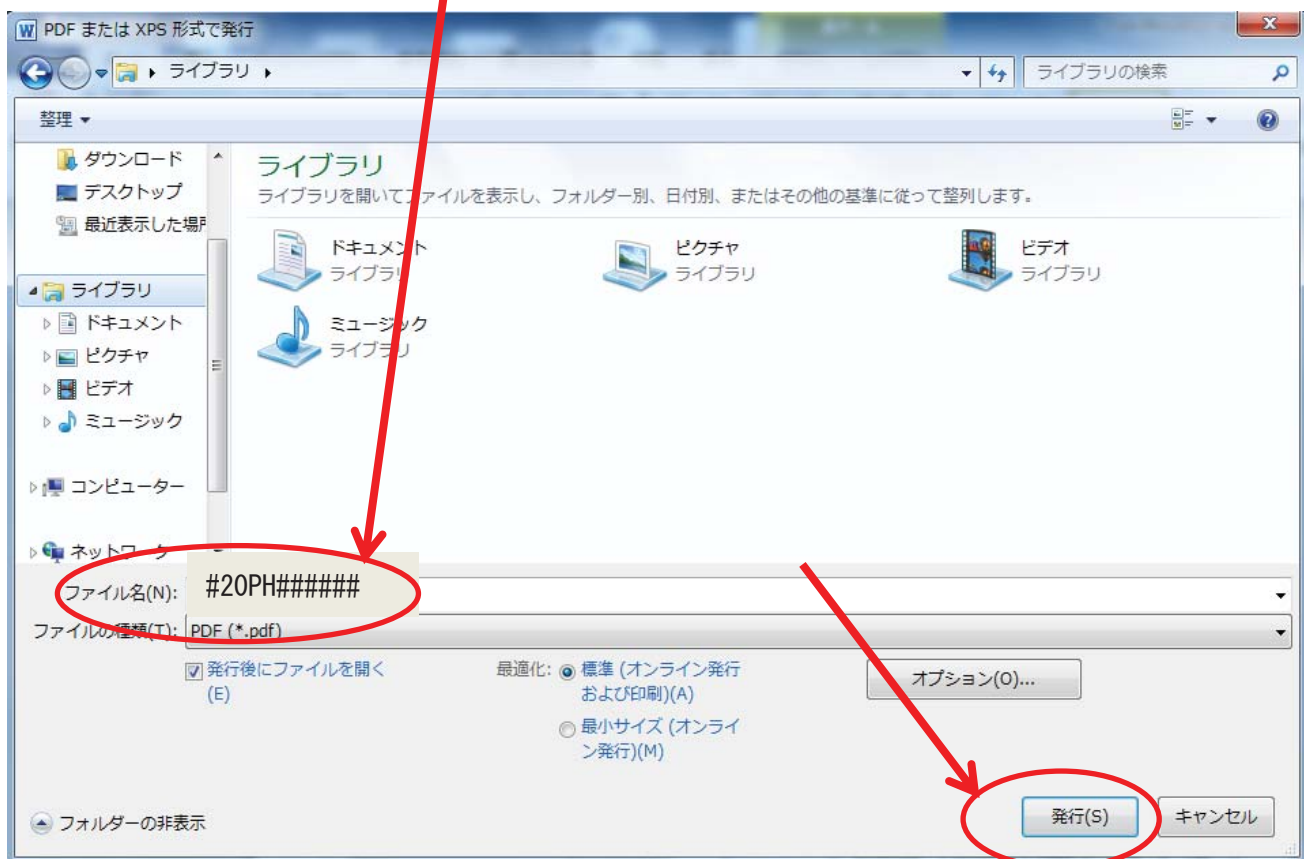 PDF または XPS 形式で発行
ライブラリ
ライブラリの検索
整理
ダウンロード
デスクトップ
最近表示した場所
ライブラリ
ドキュメント
ピクチャ
ビデオ
ミュージック
コンピューター
ネットワーク
ライブラリ
ライブラリを開いてファイルを表示し、フォルダー別、日付別、またはその他の基準に従って整列します。
ドキュメント
ライブラリ
ピクチャ
ライブラリ
ビデオ
ライブラリ
ミュージック
ライブラリ
ファイル名(N): #20PH######
ファイルの種類(T): PDF (*.pdf)
発行後にファイルを開く
(E)
最適化: 標準 (オンライン発行
および印刷)(A)
最小サイズ (オンライ
ン発行)(M)
オプション(O)...
フォルダーの非表示
発行(S)
キャンセル